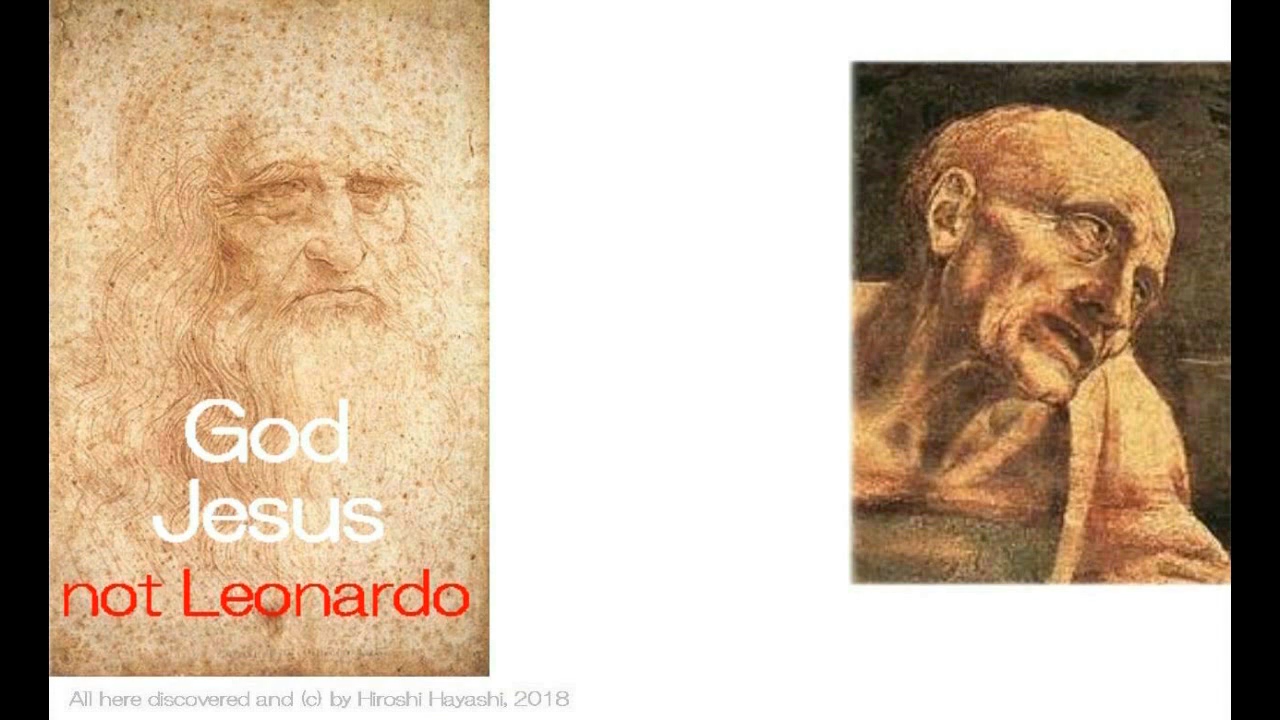 God
Jesus
not Leonardo
All here discovered and (c) by Hiroshi Hayashi, 2018